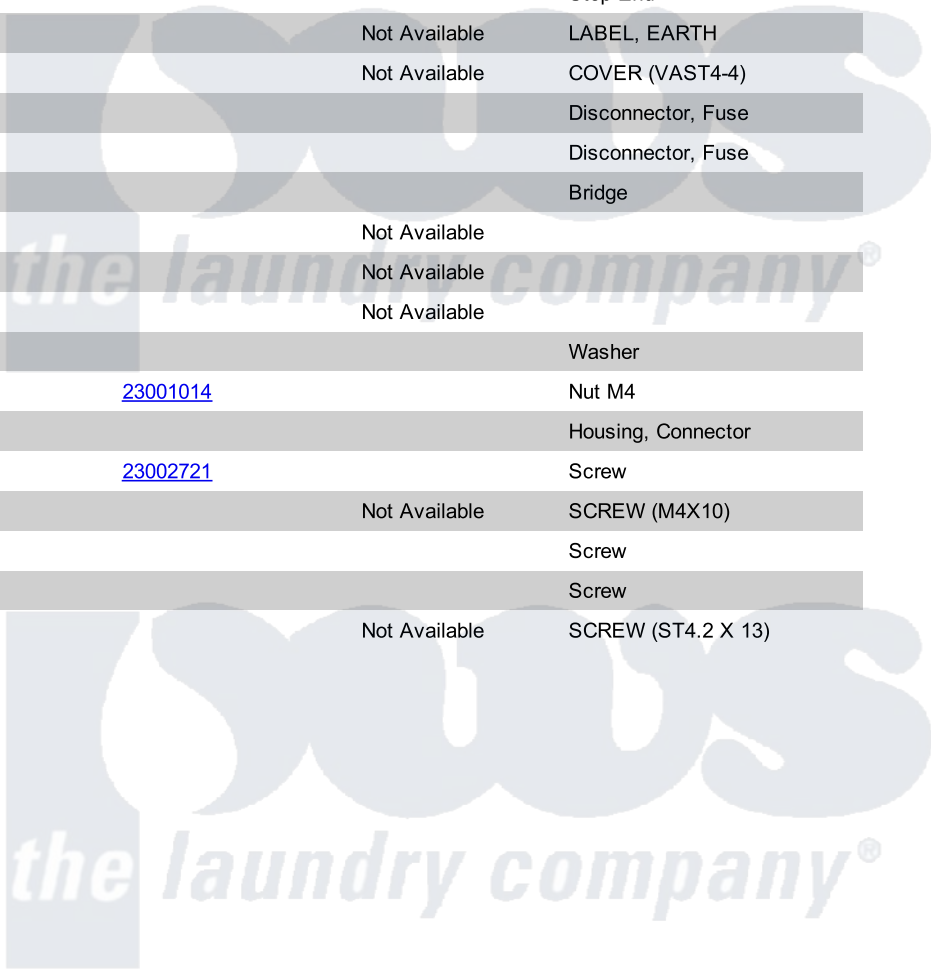 Not Available LABEL, EARTH
Not Available COVER (VAST4-4)
Disconnector, Fuse
Disconnector, Fuse
Bridge
Not Available
the laundry company®
Not Available
Not Available
Washer
23001014 Nut M4
Housing, Connector
23002721 Screw
Not Available SCREW (M4X10)
Screw
Screw
Not Available SCREW (ST4.2 X 13)
pws
the laundry company®